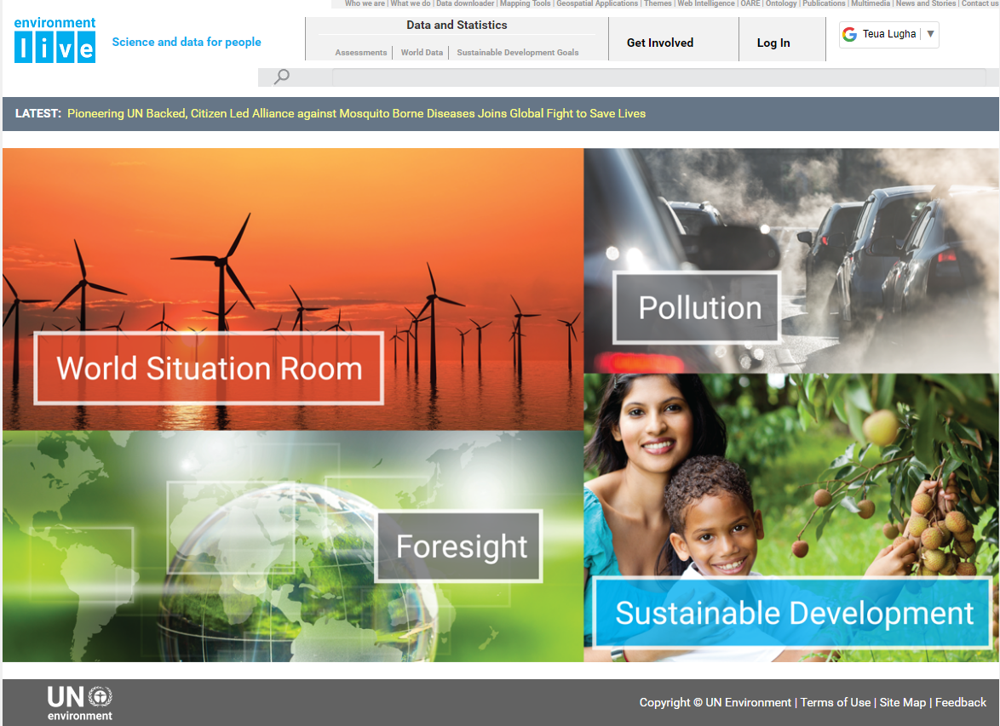 Who we are | What we do | Data downloader | Mapping Tools | Geospatial Applications | Themes | Web Intelligence | OARE | Ontology | Publications | Multimedia | News and Stories | Contact us
environment
live
Science and data for people
Data and Statistics
Assessments | World Data | Sustainable Development Goals
Get Involved
Log In
G Teua Lugha | ▼
LATEST: Pioneering UN Backed, Citizen Led Alliance against Mosquito Borne Diseases Joins Global Fight to Save Lives
World Situation Room
Pollution
Foresight
Sustainable Development
UN
environment
Copyright © UN Environment | Terms of Use | Site Map | Feedback